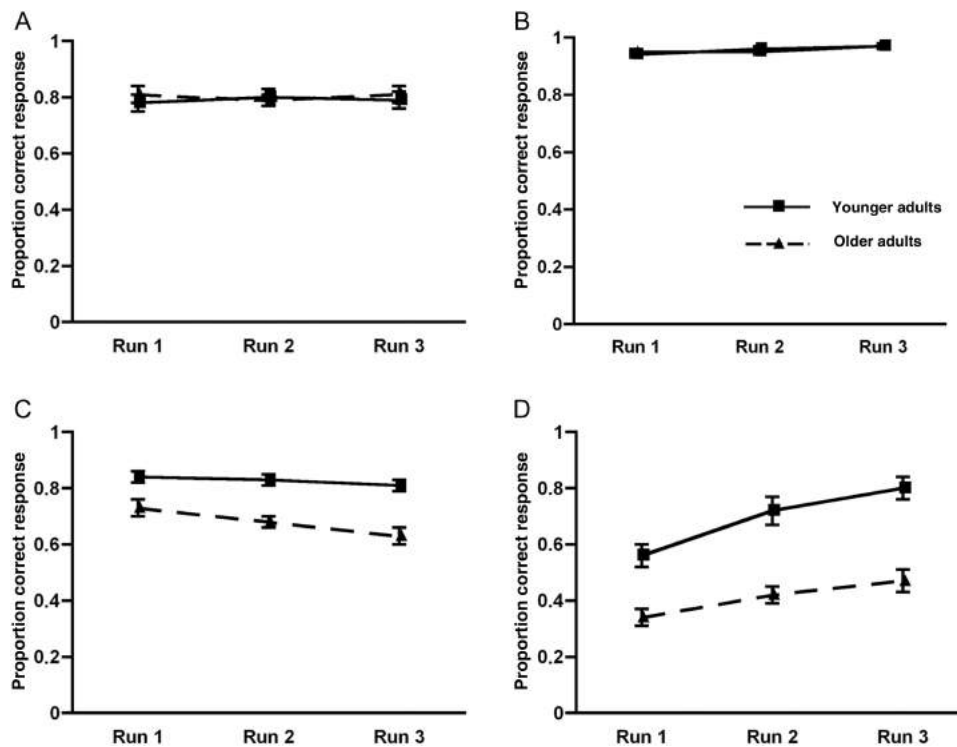 A
Proportion correct response
1
0.8
0.6
0.4
0.2
0
Run 1 Run 2 Run 3
B
Proportion correct response
1
0.8
0.6
0.4
0.2
0
Younger adults
Older adults
Run 1 Run 2 Run 3
C
Proportion correct response
1
0.8
0.6
0.4
0.2
0
Run 1 Run 2 Run 3
D
Proportion correct response
1
0.8
0.6
0.4
0.2
0
Run 1 Run 2 Run 3